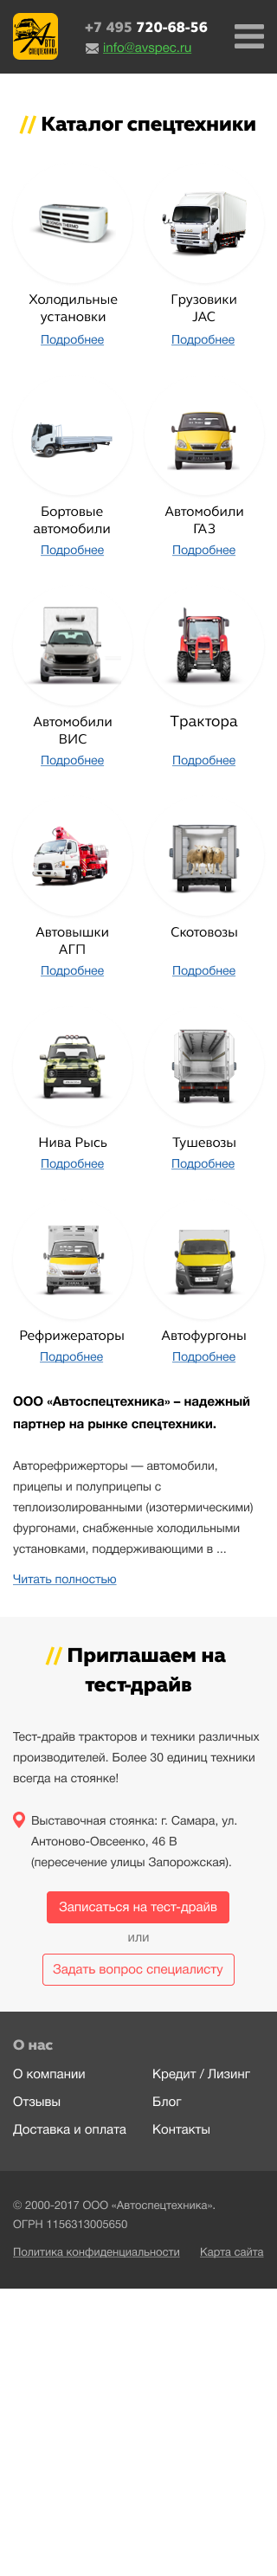 АВТО
СПЕЦТЕХНИКА
+7 495 720-68-56
info@avspec.ru
// Каталог спецтехники
Холодильные
установки
Подробнее
Грузовики
JAC
Подробнее
Бортовые
автомобили
Подробнее
Автомобили
ГАЗ
Подробнее
Автомобили
ВИС
Подробнее
Трактора
Подробнее
Автовышки
АГП
Подробнее
Скотовозы
Подробнее
Нива Рысь
Подробнее
Тушевозы
Подробнее
Рефрижераторы
Подробнее
Автофургоны
Подробнее
ООО «Автоспецтехника» – надежный
партнер на рынке спецтехники.
Авторефрижерторы — автомобили,
прицепы и полуприцепы с
теплоизолированными (изотермическими)
фургонами, снабженные холодильными
установками, поддерживающими в ...
Читать полностью
// Приглашаем на
тест-драйв
Тест-драйв тракторов и техники различных
производителей. Более 30 единиц техники
всегда на стоянке!
Выставочная стоянка: г. Самара, ул.
Антоново-Овсеенко, 46 В
(пересечение улицы Запорожская).
Записаться на тест-драйв
или
Задать вопрос специалисту
О нас
О компании
Кредит / Лизинг
Отзывы
Блог
Доставка и оплата
Контакты
© 2000-2017 ООО «Автоспецтехника».
ОГРН 1156313005650
Политика конфиденциальности
Карта сайта